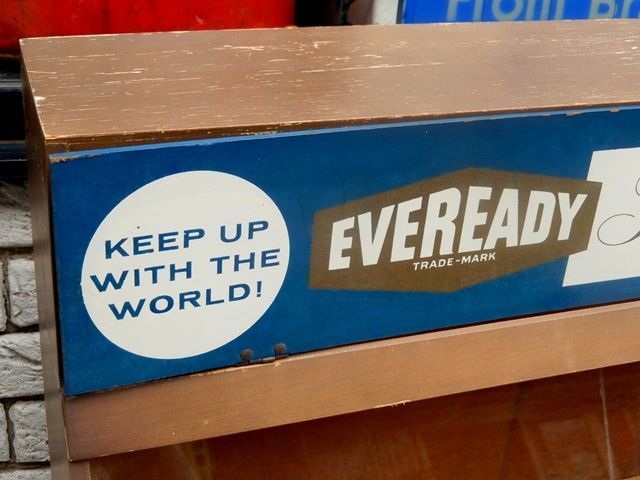 KEEP UP
WITH THE
WORLD!
EVEREADY
TRADE-MARK